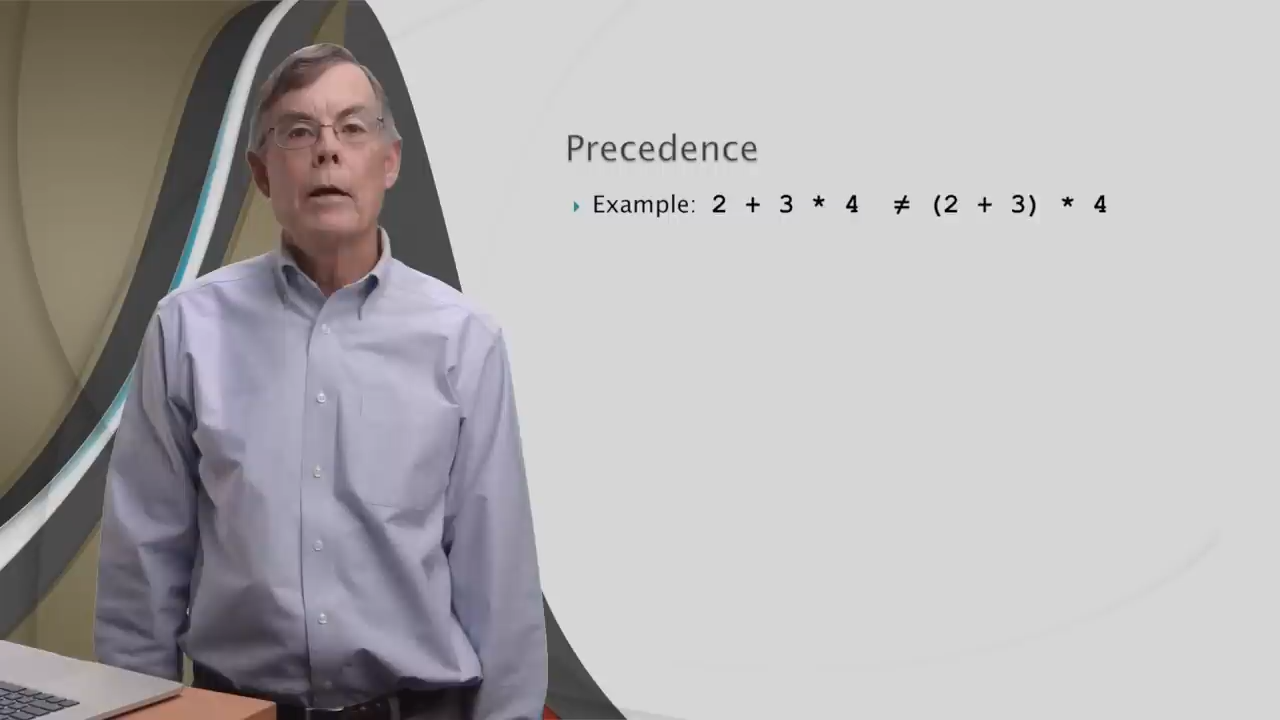 Precedence
Example: 2 + 3 * 4 ≠ (2 + 3) * 4